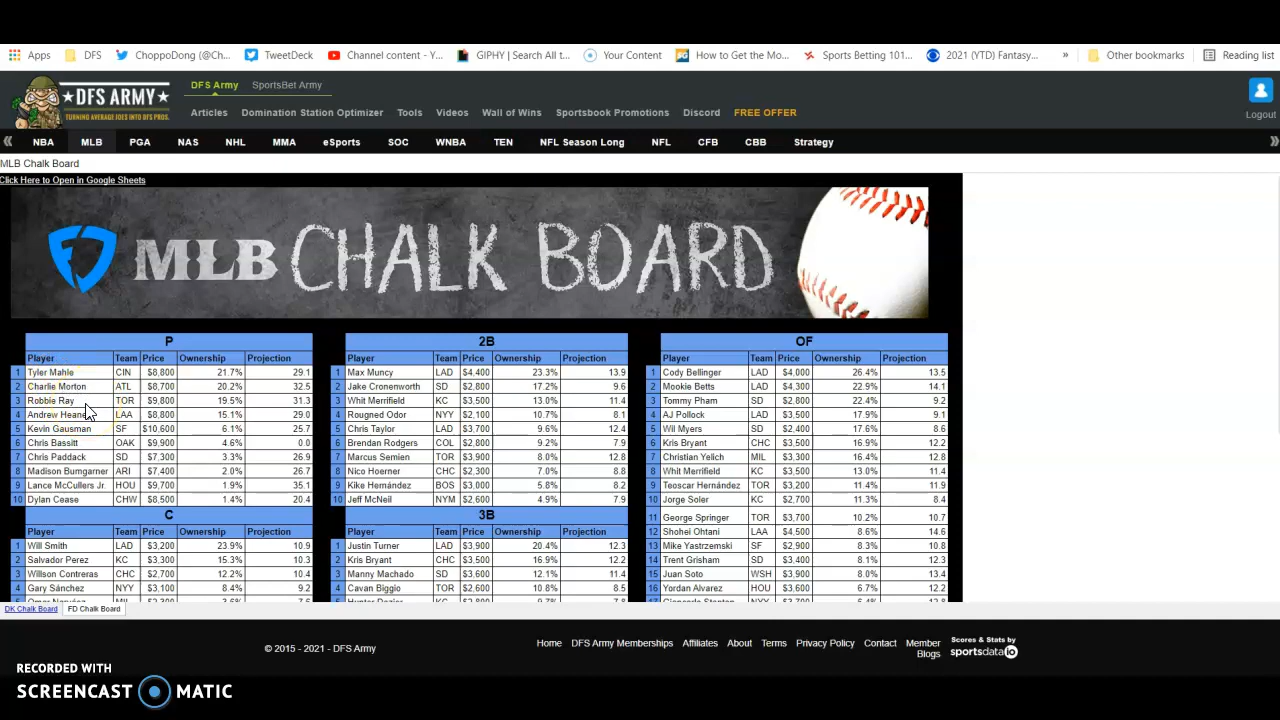 Apps DFS ChoppoDong (@Ch... TweetDeck Channel content - Y... GIPHY | Search All t... Your Content How to Get the Mo... Sports Betting 101... 2021 (YTD) Fantasy... » Other bookmarks Reading list
★DFS ARMY★
TURNING AVERAGE JOES INTO DFS PROS.
DFS Army SportsBet Army
Articles Domination Station Optimizer Tools Videos Wall of Wins Sportsbook Promotions Discord FREE OFFER
Logout
NBA MLB PGA NAS NHL MMA eSports SOC WNBA TEN NFL Season Long NFL CFB CBB Strategy
MLB Chalk Board
Click Here to Open in Google Sheets
MLB CHALK BOARD
P 2B OF
Player Team Price Ownership Projection Player Team Price Ownership Projection Player Team Price Ownership Projection
1 Tyler Mahle CIN $8,800 21.7% 29.1 1 Max Muncy LAD $4,400 23.3% 13.9 1 Cody Bellinger LAD $4,000 26.4% 13.5
2 Charlie Morton ATL $8,700 20.2% 32.5 2 Jake Cronenworth SD $2,800 17.2% 9.6 2 Mookie Betts LAD $4,300 22.9% 14.1
3 Robbie Ray TOR $9,800 19.5% 31.3 3 Whit Merrifield KC $3,500 13.0% 11.4 3 Tommy Pham SD $2,800 22.4% 9.2
4 Andrew Heane LAA $8,800 15.1% 29.0 4 Rougned Odor NYY $2,100 10.7% 8.1 4 AJ Pollock LAD $3,500 17.9% 9.1
5 Kevin Gausman SF $10,600 6.1% 25.7 5 Chris Taylor LAD $3,700 9.6% 12.4 5 Wil Myers SD $2,400 17.6% 8.6
6 Chris Bassitt OAK $9,900 4.6% 0.0 6 Brendan Rodgers COL $2,800 9.2% 7.9 6 Kris Bryant CHC $3,500 16.9% 12.2
7 Chris Paddack SD $7,300 3.3% 26.9 7 Marcus Semien TOR $3,900 8.0% 12.8 7 Christian Yelich MIL $3,300 16.4% 12.8
8 Madison Bumgarner ARI $7,400 2.0% 26.7 8 Nico Hoerner CHC $2,300 7.0% 8.8 8 Whit Merrifield KC $3,500 13.0% 11.4
9 Lance McCullers Jr. HOU $9,700 1.9% 35.1 9 Kike Hernández BOS $3,000 5.8% 8.2 9 Teoscar Hernández TOR $3,200 11.4% 11.9
10 Dylan Cease CHW $8,500 1.4% 20.4 10 Jeff McNeil NYM $2,600 4.9% 7.9 10 Jorge Soler KC $2,700 11.3% 8.4
C 3B 11 George Springer TOR $3,700 10.2% 10.7
Player Team Price Ownership Projection Player Team Price Ownership Projection 12 Shohei Ohtani LAA $4,500 8.6% 14.6
1 Will Smith LAD $3,200 23.9% 10.9 1 Justin Turner LAD $3,900 20.4% 12.3 13 Mike Yastrzemski SF $2,900 8.3% 10.8
2 Salvador Perez KC $3,300 15.3% 10.3 2 Kris Bryant CHC $3,500 16.9% 12.2 14 Trent Grisham SD $3,400 8.1% 12.3
3 Willson Contreras CHC $2,700 12.2% 10.4 3 Manny Machado SD $3,600 12.1% 11.4 15 Juan Soto WSH $3,900 8.0% 13.4
4 Gary Sánchez NYY $3,100 8.4% 9.2 4 Cavan Biggio TOR $2,600 10.8% 8.5 16 Yordan Alvarez HOU $3,600 6.7% 12.2
DK Chalk Board FD Chalk Board
© 2015 - 2021 - DFS Army
Home DFS Army Memberships Affiliates About Terms Privacy Policy Contact Member Blogs
Scores & Stats by
sportsdataio
RECORDED WITH
SCREENCAST MATIC